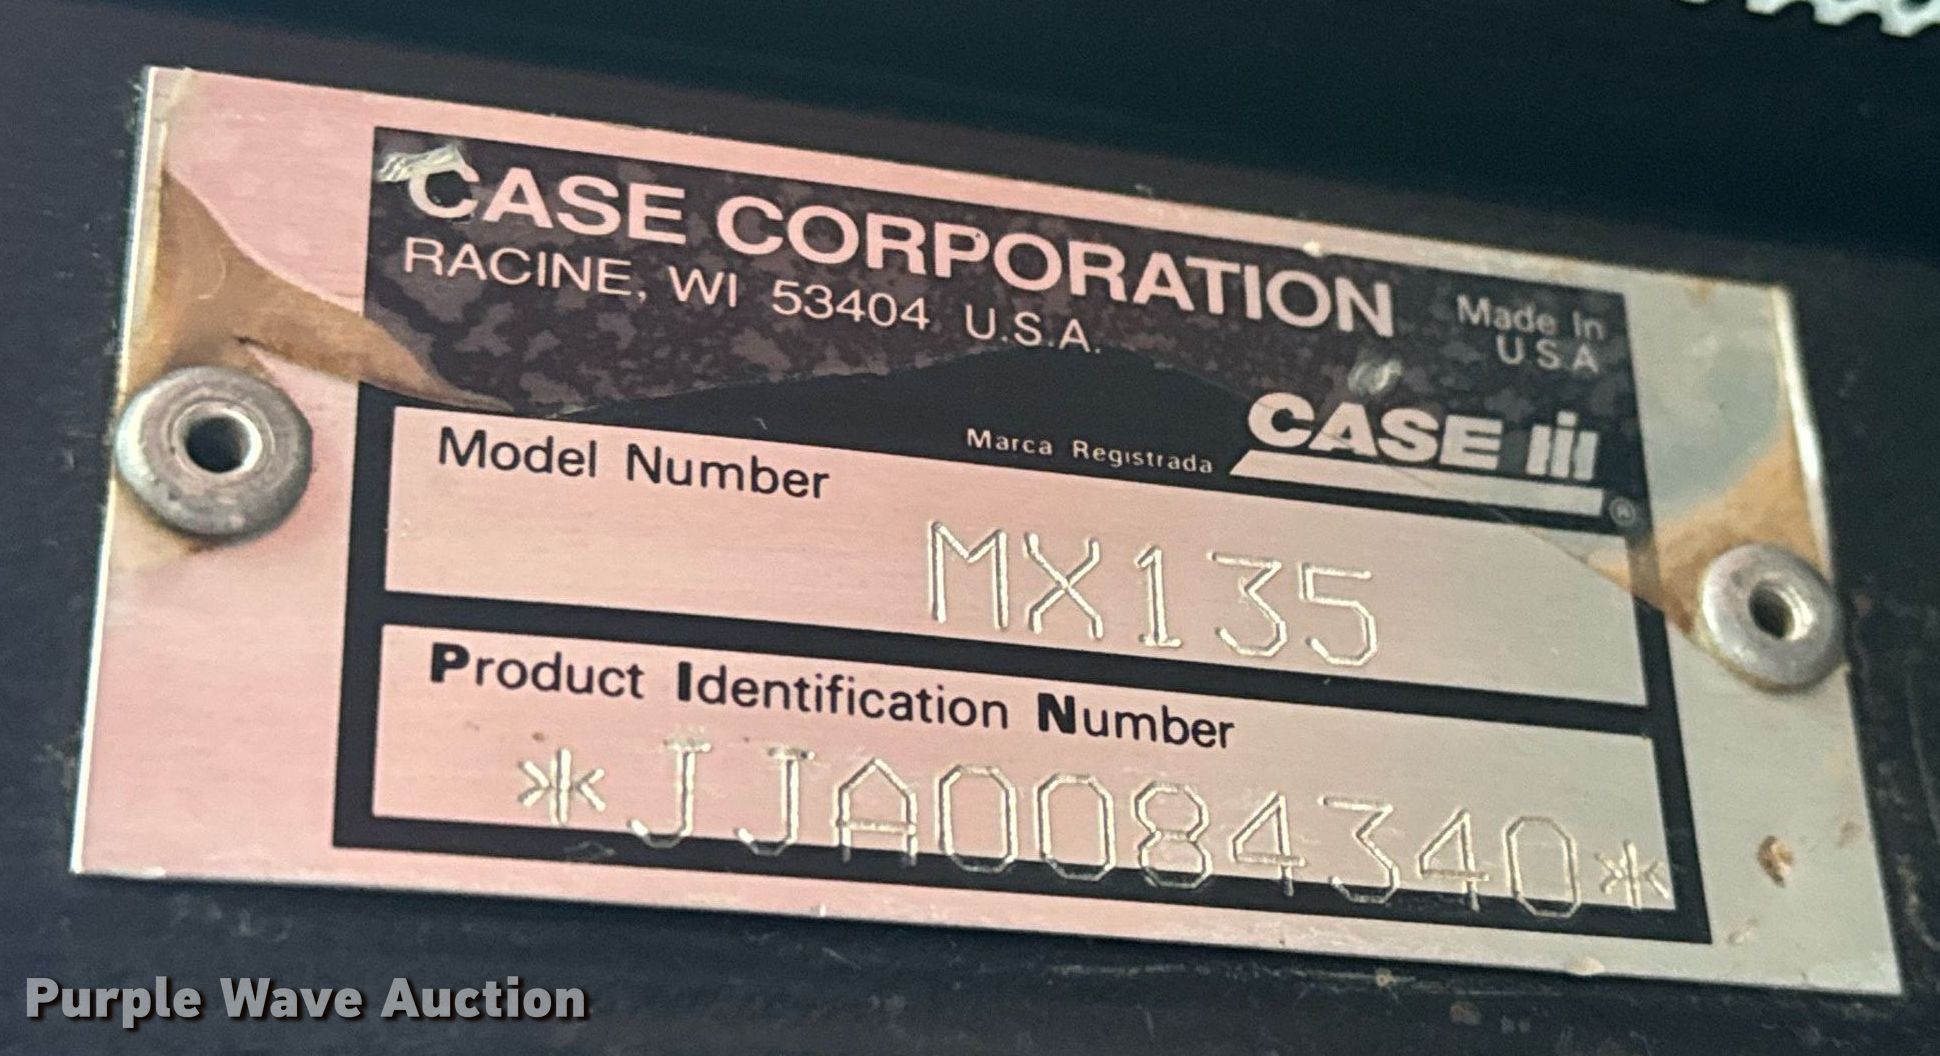 CASE CORPORATION
RACINE, WI 53404 U.S.A.
Made In
U.S.A
Marca Registrada CASE IH ®
Model Number
MX135
Product Identification Number
*JJA0084340*
Purple Wave Auction